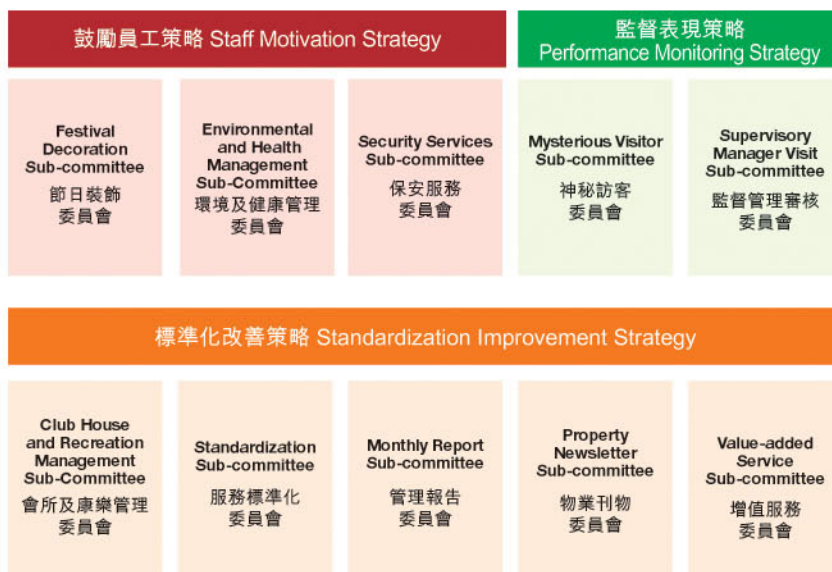 鼓勵員工策略 Staff Motivation Strategy
監督表現策略
Performance Monitoring Strategy
Festival
Decoration
Sub-committee
節日裝飾
委員會
Environmental
and Health
Management
Sub-Committee
環境及健康管理
委員會
Security Services
Sub-committee
保安服務
委員會
Mysterious Visitor
Sub-committee
神秘訪客
委員會
Supervisory
Manager Visit
Sub-committee
監督管理審核
委員會
標準化改善策略 Standardization Improvement Strategy
Club House
and Recreation
Management
Sub-Committee
會所及康樂管理
委員會
Standardization
Sub-committee
服務標準化
委員會
Monthly Report
Sub-committee
管理報告
委員會
Property
Newsletter
Sub-committee
物業刊物
委員會
Value-added
Service
Sub-committee
增值服務
委員會